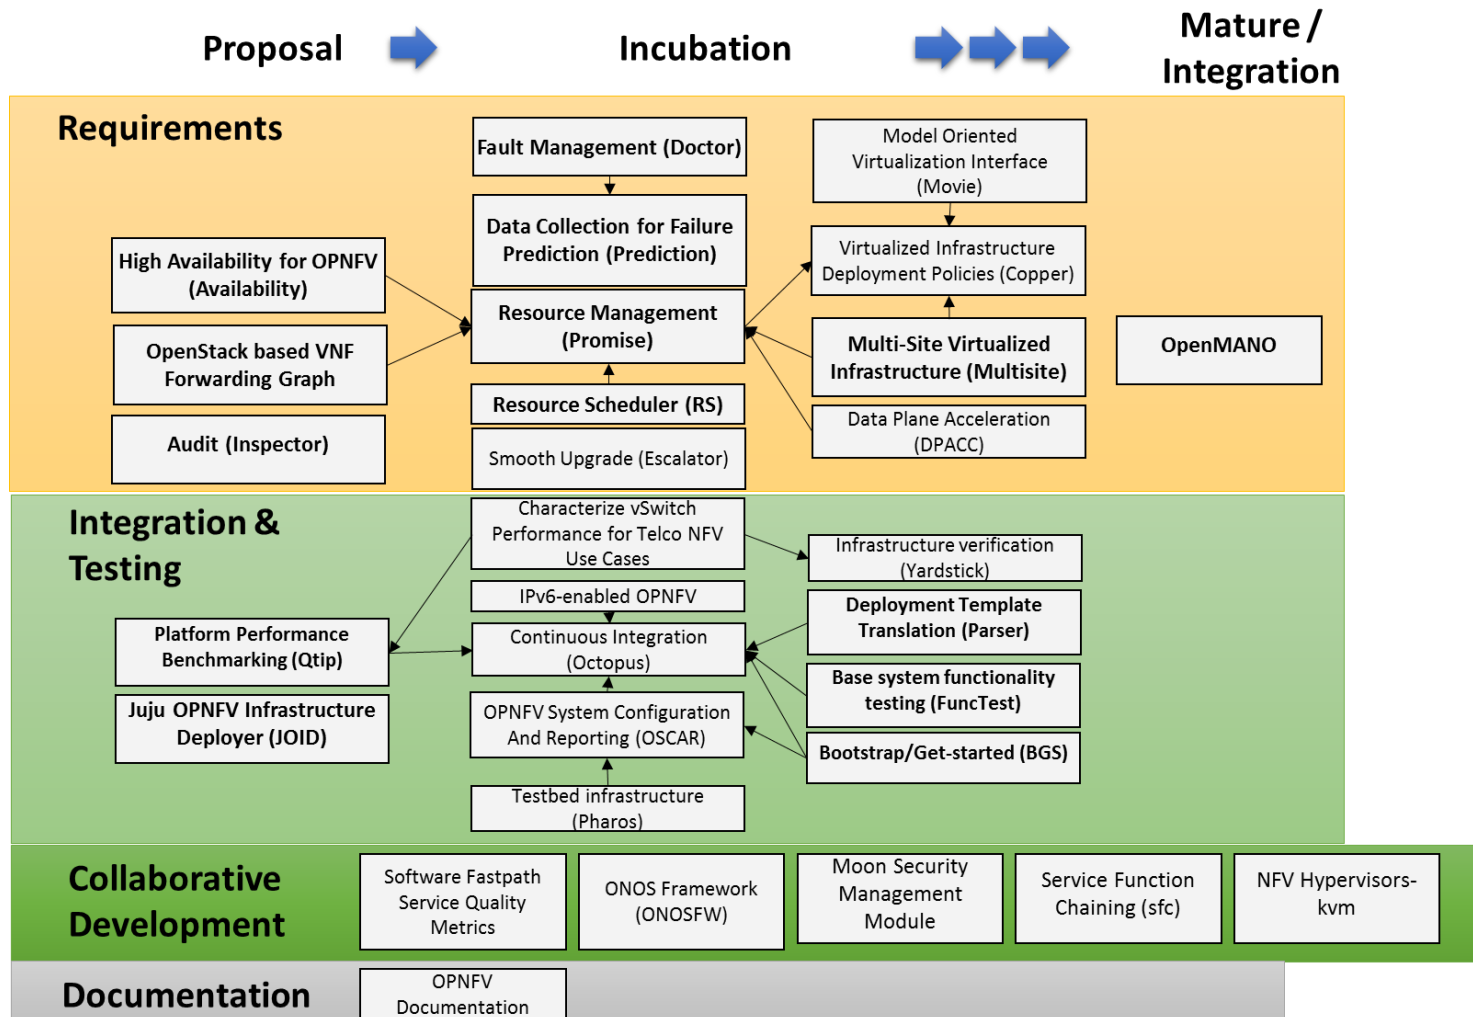 Proposal
Incubation
Mature /
Integration
Requirements
Fault Management (Doctor)
Data Collection for Failure
Prediction (Prediction)
High Availability for OPNFV
(Availability)
Resource Management
(Promise)
OpenStack based VNF
Forwarding Graph
Resource Scheduler (RS)
Audit (Inspector)
Smooth Upgrade (Escalator)
Model Oriented
Virtualization Interface
(Movie)
Virtualized Infrastructure
Deployment Policies (Copper)
Multi-Site Virtualized
Infrastructure (Multisite)
Data Plane Acceleration
(DPACC)
OpenMANO
Integration &
Testing
Characterize vSwitch
Performance for Telco NFV
Use Cases
IPv6-enabled OPNFV
Platform Performance
Benchmarking (Qtip)
Continuous Integration
(Octopus)
Juju OPNFV Infrastructure
Deployer (JOID)
OPNFV System Configuration
And Reporting (OSCAR)
Testbed infrastructure
(Pharos)
Infrastructure verification
(Yardstick)
Deployment Template
Translation (Parser)
Base system functionality
testing (FuncTest)
Bootstrap/Get-started (BGS)
Collaborative
Development
Software Fastpath
Service Quality
Metrics
ONOS Framework
(ONOSFW)
Moon Security
Management
Module
Service Function
Chaining (sfc)
NFV Hypervisors-
kvm
Documentation
OPNFV
Documentation